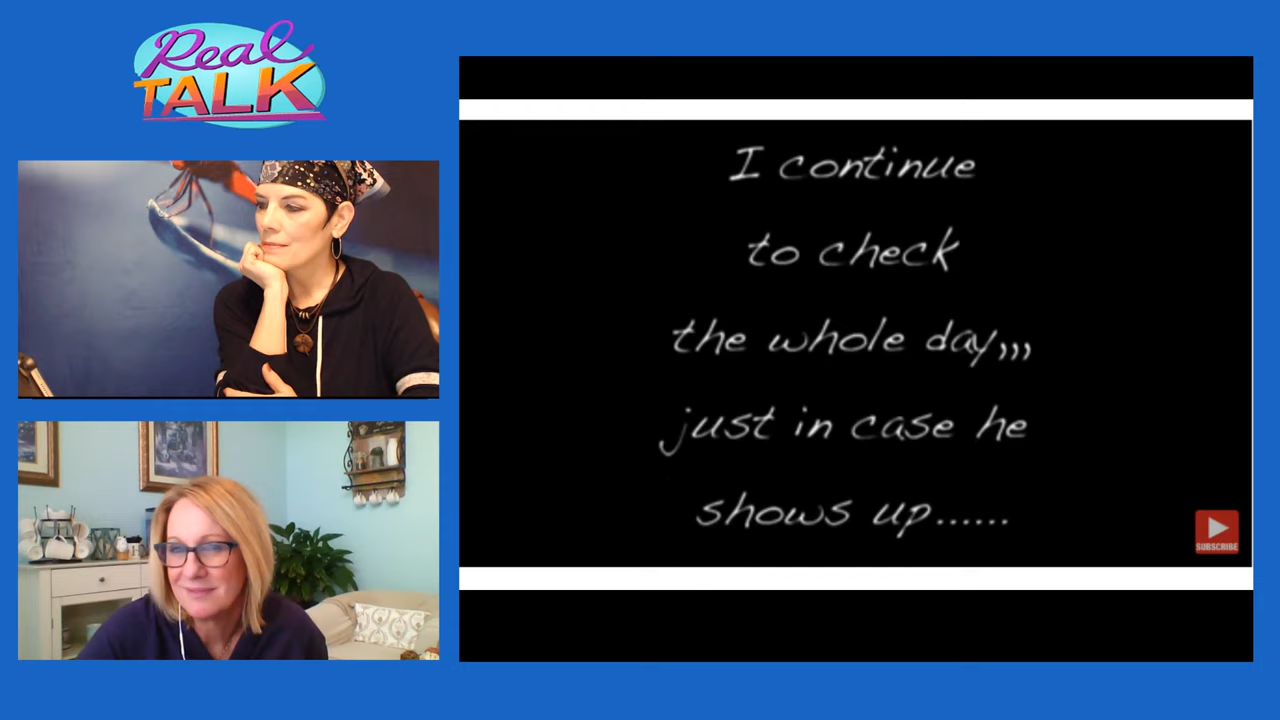 Real
TALK
I continue
to check
the whole day,,,
just in case he
shows up......
SUBSCRIBE